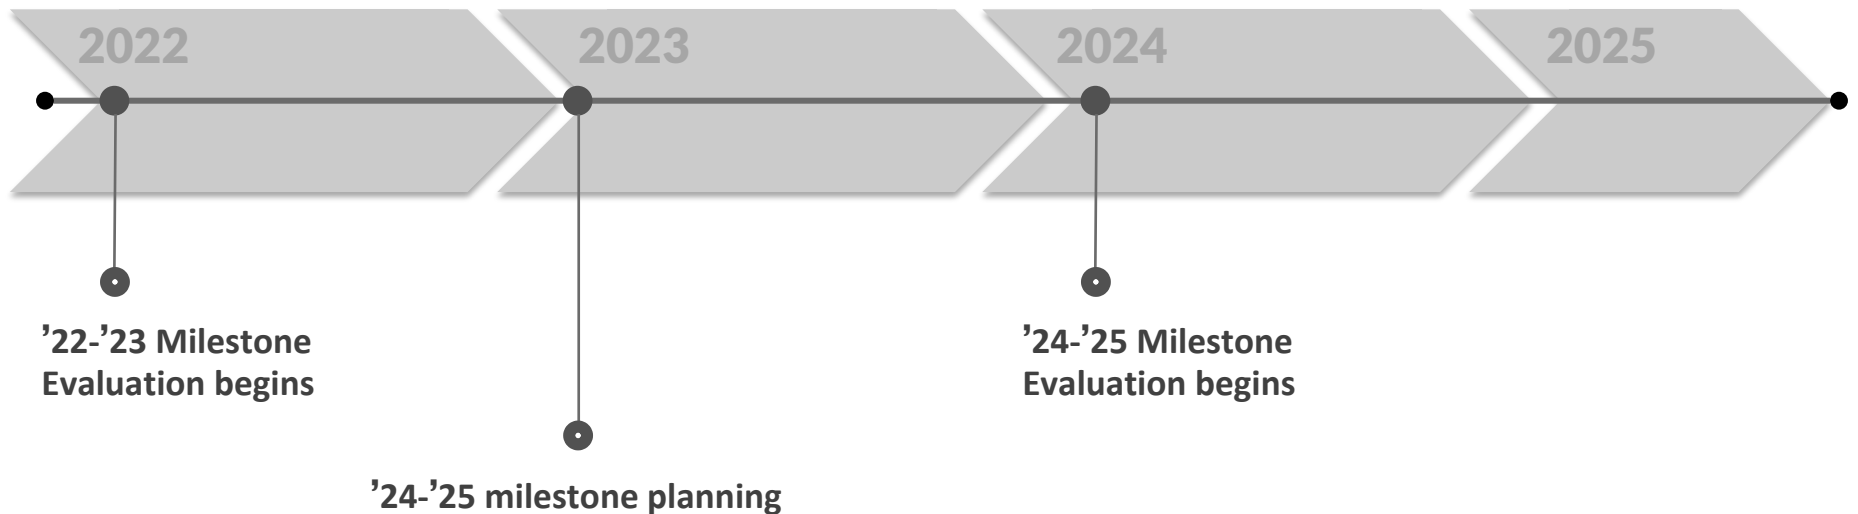 2022
2023
2024
2025
’22-’23 Milestone
Evaluation begins
’24-’25 Milestone
Evaluation begins
’24-’25 milestone planning